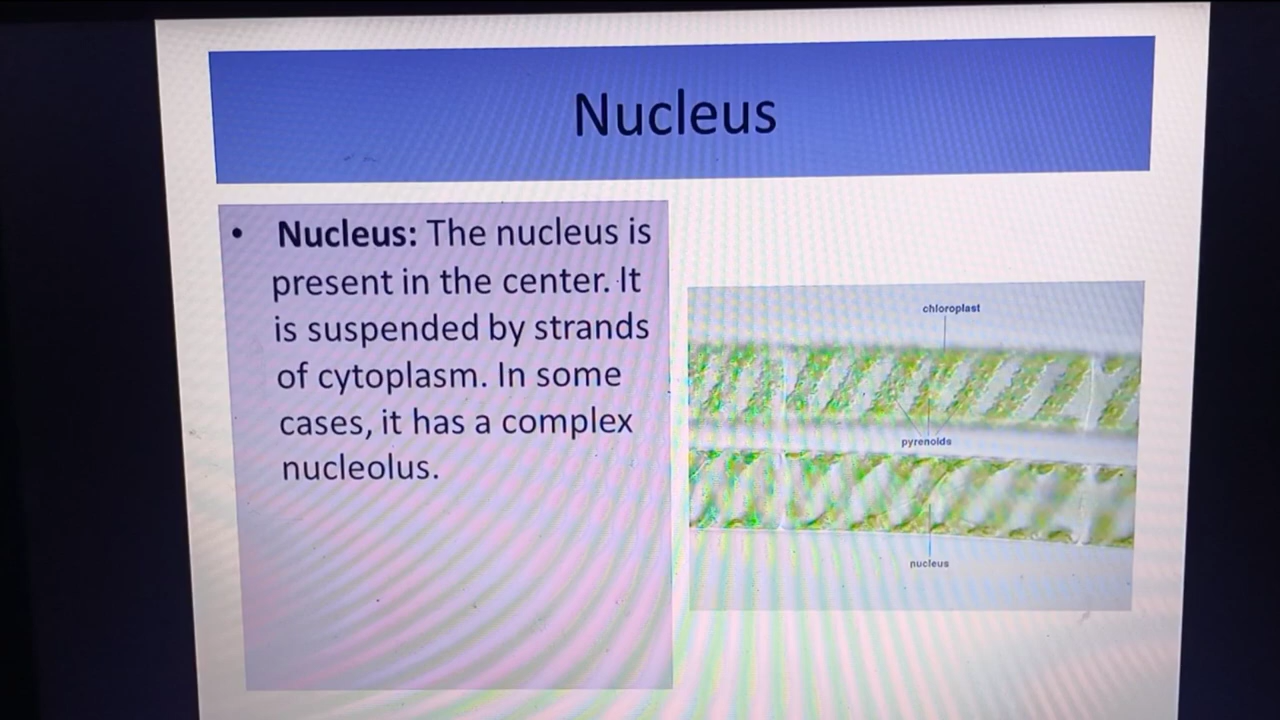 Nucleus
• Nucleus: The nucleus is
present in the center. It
is suspended by strands
of cytoplasm. In some
cases, it has a complex
nucleolus.
chloroplast
pyrenoids
nucleus